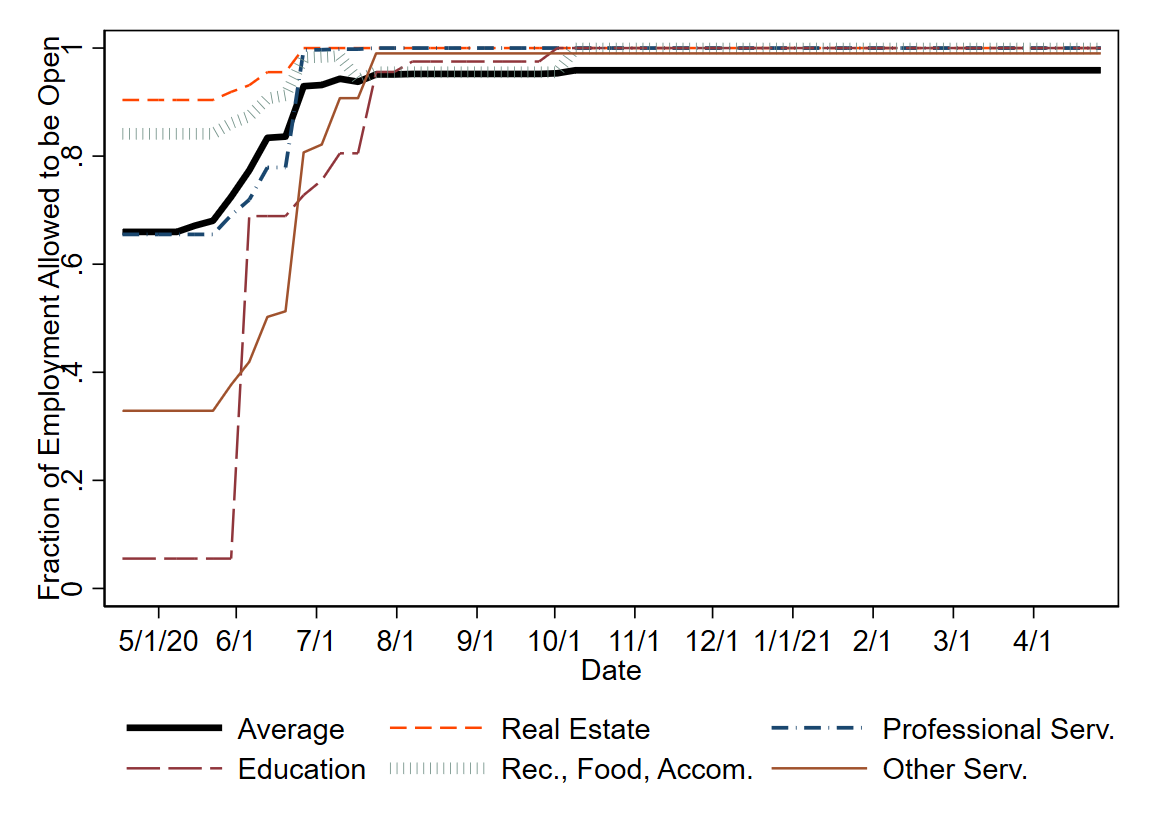 Fraction of Employment Allowed to be Open
1
.8
.6
.4
.2
0
5/1/20 6/1 7/1 8/1 9/1 10/1 11/1 12/1 1/1/21 2/1 3/1 4/1
Date
Average Real Estate Professional Serv.
Education Rec., Food, Accom. Other Serv.